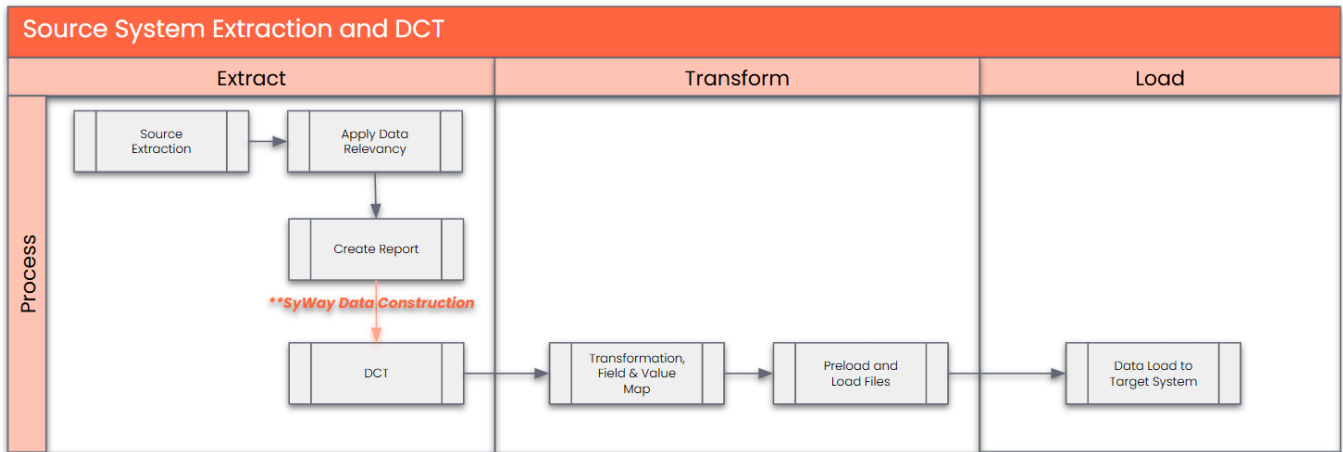 Source System Extraction and DCT
Extract
Transform
Load
Process
Source
Extraction
Apply Data
Relevancy
Create Report
**SyWay Data Construction
DCT
Transformation,
Field & Value
Map
Preload and
Load Files
Data Load to
Target System